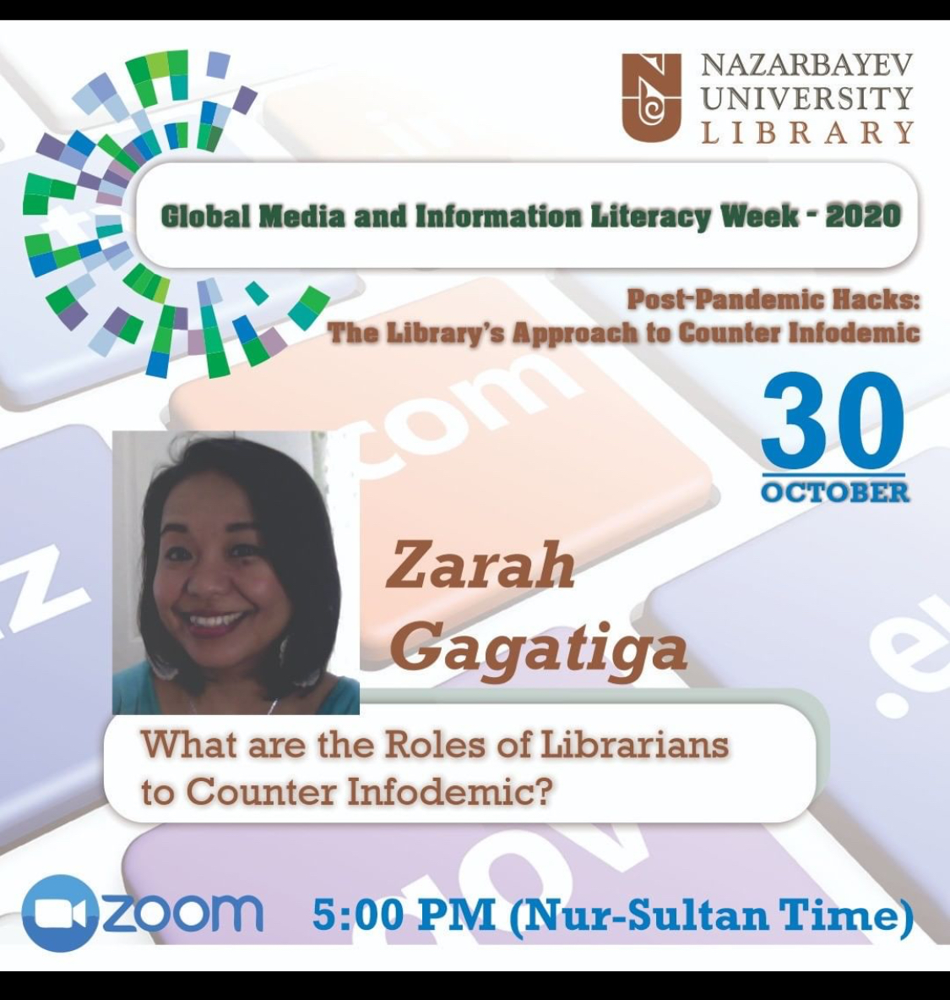 NAZARBAYEV
UNIVERSITY
LIBRARY
Global Media and Information Literacy Week - 2020
Post-Pandemic Hacks:
The Library's Approach to Counter Infodemic
30
OCTOBER
.com
Zarah
Gagatiga
What are the Roles of Librarians
to Counter Infodemic?
gov
zoom
5:00 PM (Nur-Sultan Time)